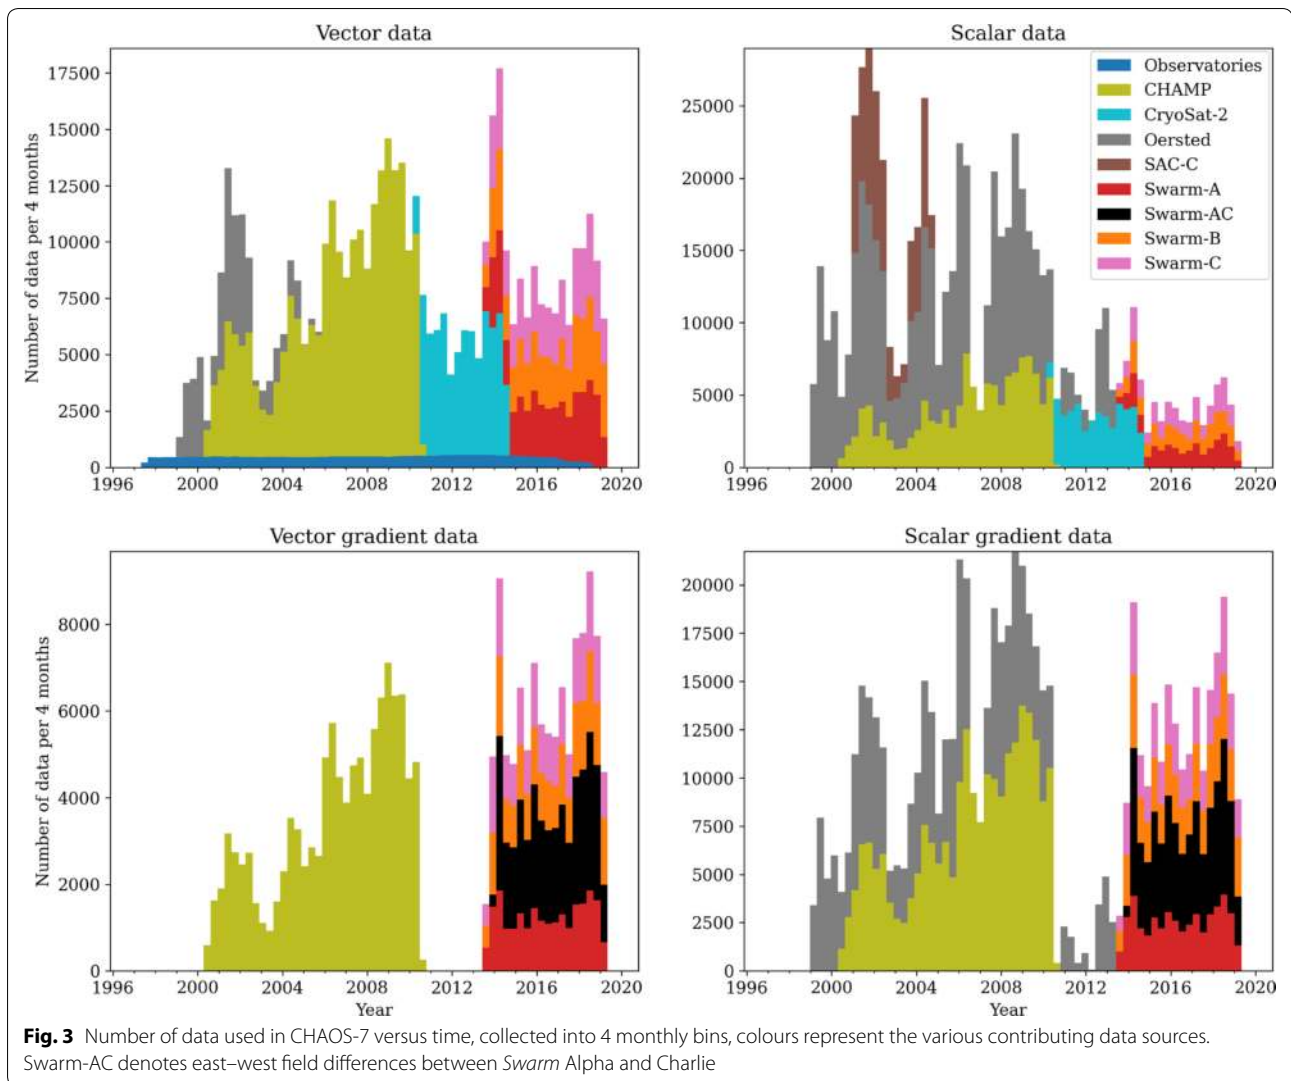 Vector data
Number of data per 4 months
17500
15000
12500
10000
7500
5000
2500
0
1996 2000 2004 2008 2012 2016 2020
Scalar data
25000
20000
15000
10000
5000
0
1996 2000 2004 2008 2012 2016 2020
Observatories
CHAMP
CryoSat-2
Oersted
SAC-C
Swarm-A
Swarm-AC
Swarm-B
Swarm-C
Vector gradient data
Number of data per 4 months
8000
6000
4000
2000
0
1996 2000 2004 2008 2012 2016 2020
Year
Scalar gradient data
20000
17500
15000
12500
10000
7500
5000
2500
0
1996 2000 2004 2008 2012 2016 2020
Year
Fig. 3 Number of data used in CHAOS-7 versus time, collected into 4 monthly bins, colours represent the various contributing data sources.
Swarm-AC denotes east–west field differences between Swarm Alpha and Charlie